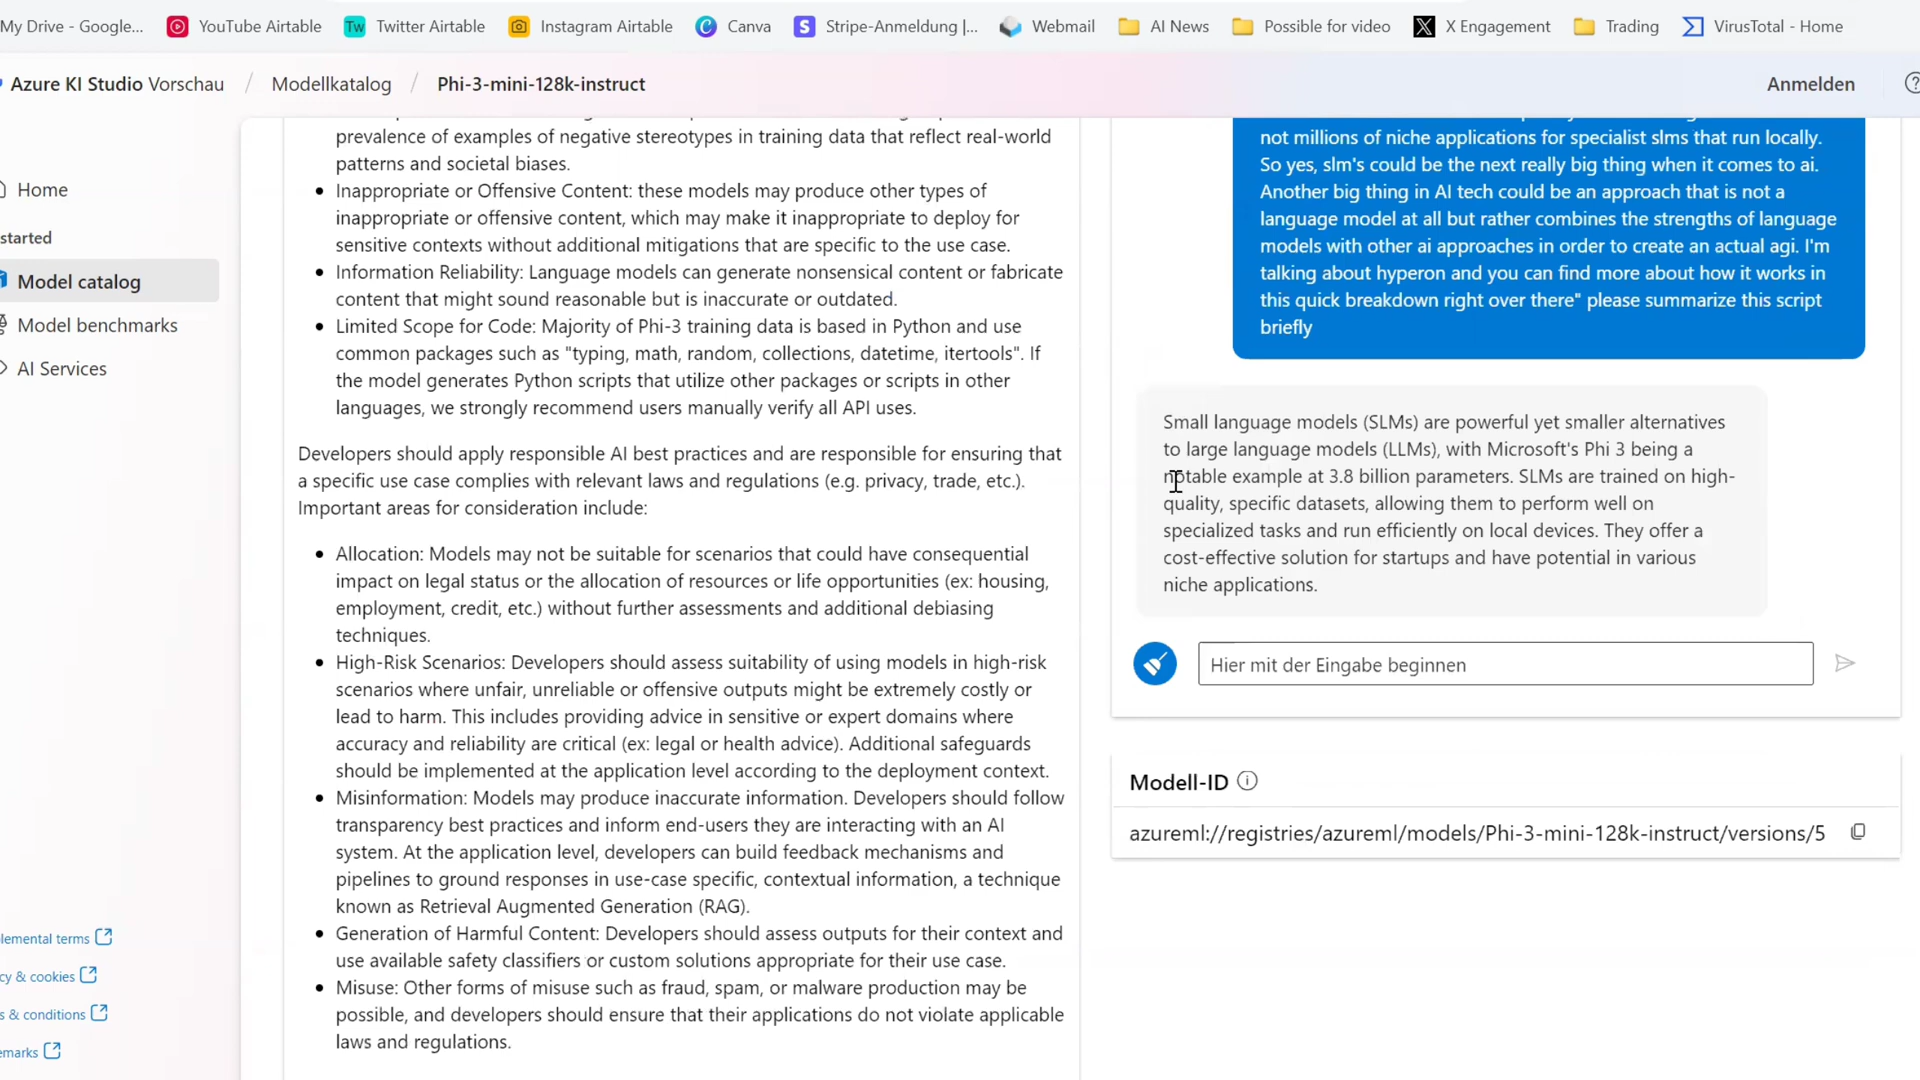 My Drive - Google... YouTube Airtable Tw Twitter Airtable Instagram Airtable Canva S Stripe-Anmeldung |... Webmail AI News Possible for video X Engagement Trading VirusTotal - Home
Azure KI Studio Vorschau / Modellkatalog / Phi-3-mini-128k-instruct Anmelden
Home
started
Model catalog
Model benchmarks
AI Services
lemental terms
cy & cookies
s & conditions
emarks
prevalence of examples of negative stereotypes in training data that reflect real-world
patterns and societal biases.
• Inappropriate or Offensive Content: these models may produce other types of
inappropriate or offensive content, which may make it inappropriate to deploy for
sensitive contexts without additional mitigations that are specific to the use case.
• Information Reliability: Language models can generate nonsensical content or fabricate
content that might sound reasonable but is inaccurate or outdated.
• Limited Scope for Code: Majority of Phi-3 training data is based in Python and use
common packages such as "typing, math, random, collections, datetime, itertools". If
the model generates Python scripts that utilize other packages or scripts in other
languages, we strongly recommend users manually verify all API uses.
Developers should apply responsible AI best practices and are responsible for ensuring that
a specific use case complies with relevant laws and regulations (e.g. privacy, trade, etc.).
Important areas for consideration include:
• Allocation: Models may not be suitable for scenarios that could have consequential
impact on legal status or the allocation of resources or life opportunities (ex: housing,
employment, credit, etc.) without further assessments and additional debiasing
techniques.
• High-Risk Scenarios: Developers should assess suitability of using models in high-risk
scenarios where unfair, unreliable or offensive outputs might be extremely costly or
lead to harm. This includes providing advice in sensitive or expert domains where
accuracy and reliability are critical (ex: legal or health advice). Additional safeguards
should be implemented at the application level according to the deployment context.
• Misinformation: Models may produce inaccurate information. Developers should follow
transparency best practices and inform end-users they are interacting with an AI
system. At the application level, developers can build feedback mechanisms and
pipelines to ground responses in use-case specific, contextual information, a technique
known as Retrieval Augmented Generation (RAG).
• Generation of Harmful Content: Developers should assess outputs for their context and
use available safety classifiers or custom solutions appropriate for their use case.
• Misuse: Other forms of misuse such as fraud, spam, or malware production may be
possible, and developers should ensure that their applications do not violate applicable
laws and regulations.
not millions of niche applications for specialist slms that run locally.
So yes, slm's could be the next really big thing when it comes to ai.
Another big thing in AI tech could be an approach that is not a
language model at all but rather combines the strengths of language
models with other ai approaches in order to create an actual agi. I'm
talking about hyperon and you can find more about how it works in
this quick breakdown right over there" please summarize this script
briefly
Small language models (SLMs) are powerful yet smaller alternatives
to large language models (LLMs), with Microsoft's Phi 3 being a
notable example at 3.8 billion parameters. SLMs are trained on high-
quality, specific datasets, allowing them to perform well on
specialized tasks and run efficiently on local devices. They offer a
cost-effective solution for startups and have potential in various
niche applications.
Hier mit der Eingabe beginnen
Modell-ID
azureml://registries/azureml/models/Phi-3-mini-128k-instruct/versions/5